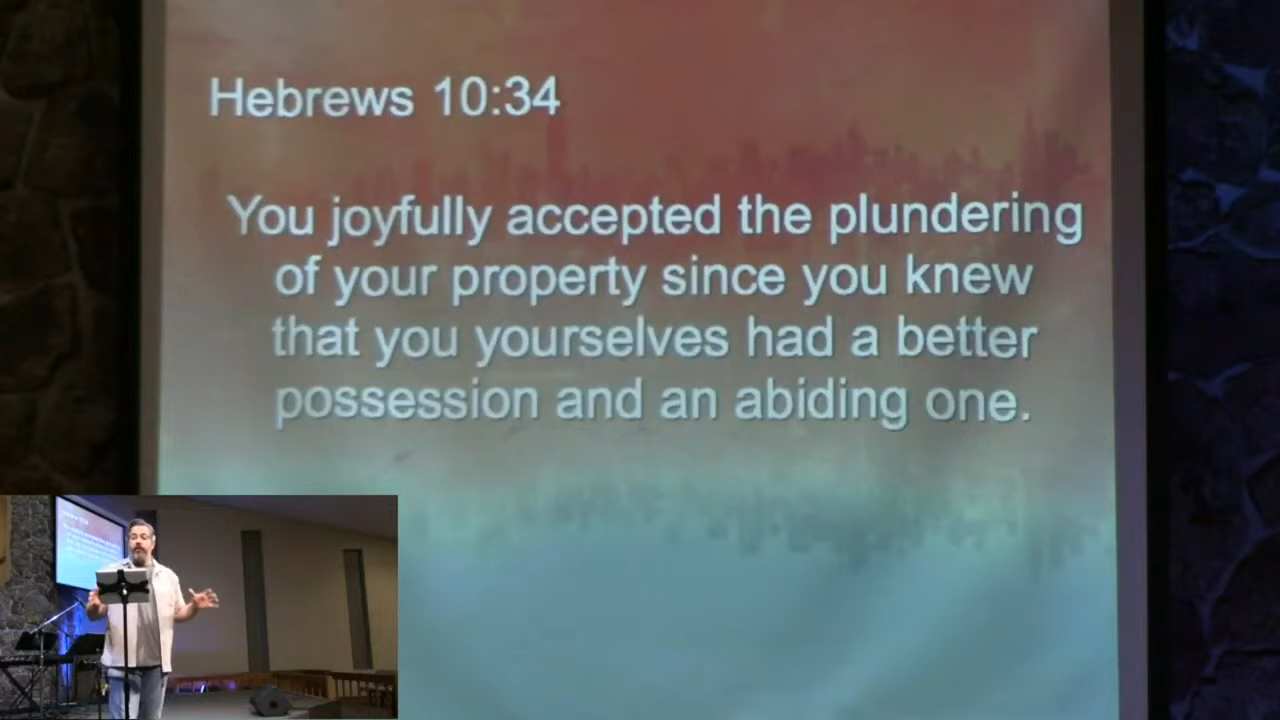 Hebrews 10:34
You joyfully accepted the plundering
of your property since you knew
that you yourselves had a better
possession and an abiding one.